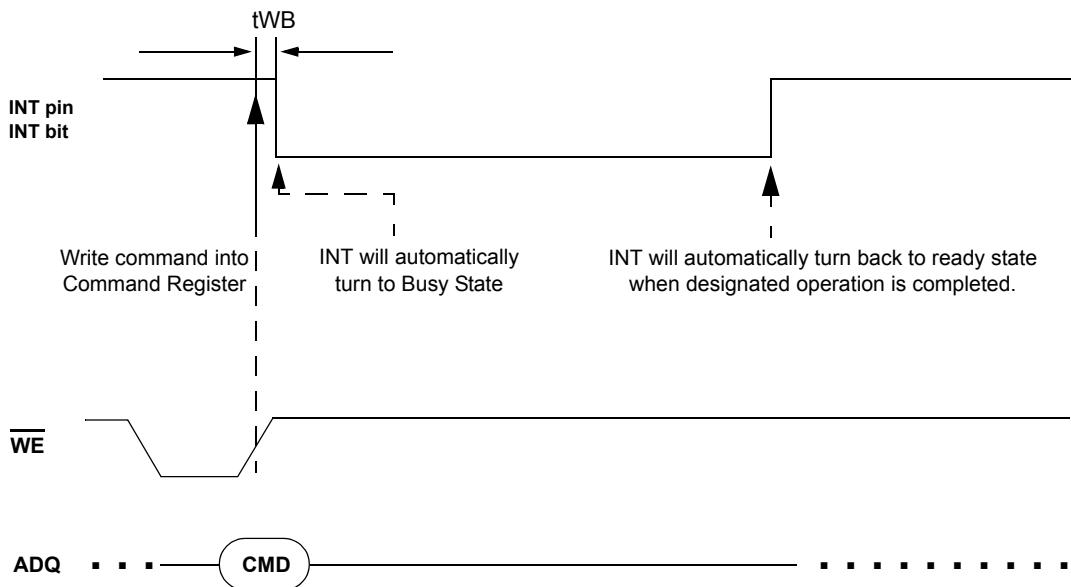 tWB
INT pin
INT bit
Write command into
Command Register
INT will automatically
turn to Busy State
INT will automatically turn back to ready state
when designated operation is completed.
WE
ADQ
CMD